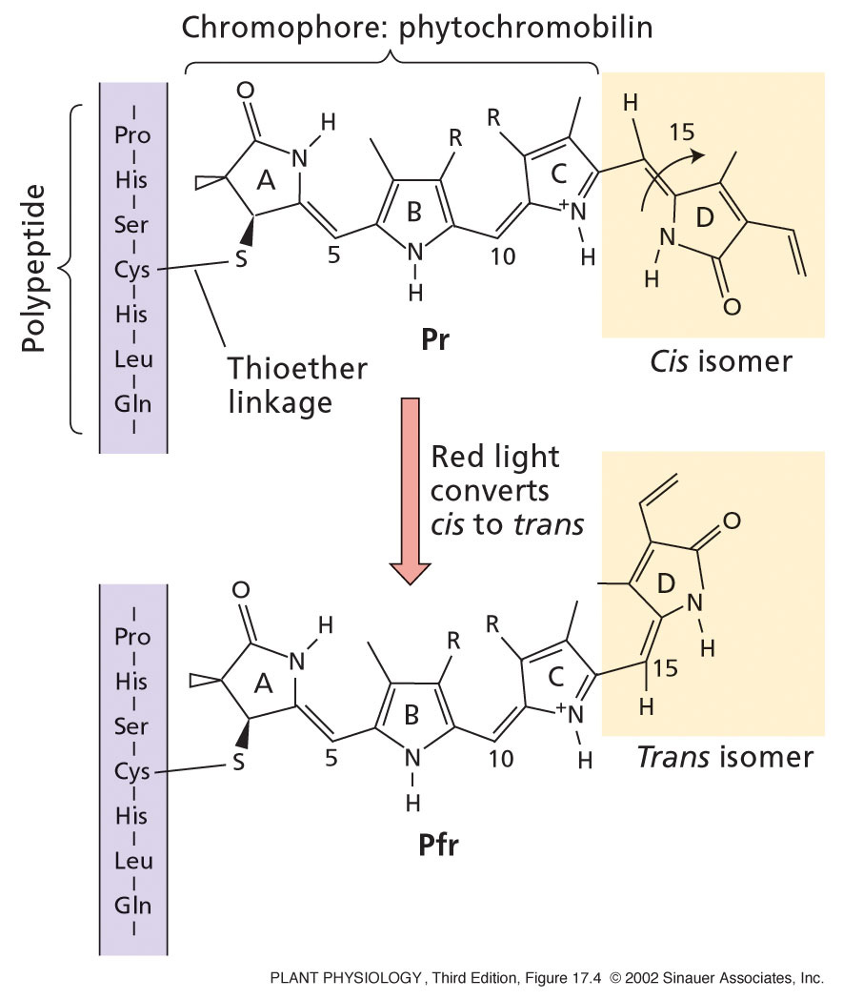 Chromophore: phytochromobilin
Polypeptide
Pro
His
Ser
Cys
His
Leu
Gln
O
H
N
A
S
5
R
B
N
H
10
R
C
+N
H
H
15
D
N
H
O
Thioether
linkage
Pr
Cis isomer
Red light
converts
cis to trans
Pro
His
Ser
Cys
His
Leu
Gln
O
H
N
A
S
5
R
B
N
H
10
R
C
+N
H
O
D
N
H
15
H
Trans isomer
Pfr
PLANT PHYSIOLOGY, Third Edition, Figure 17.4 © 2002 Sinauer Associates, Inc.